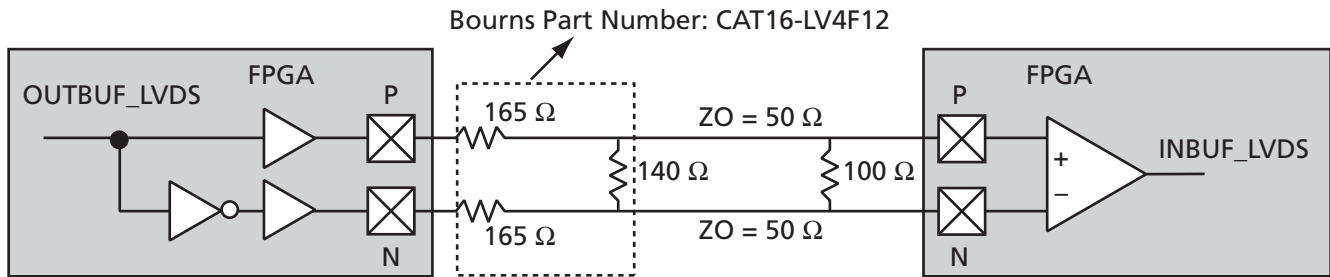 Bourns Part Number: CAT16-LV4F12
FPGA
OUTBUF_LVDS
P
165 Ω
ZO = 50 Ω
140 Ω
100 Ω
165 Ω
ZO = 50 Ω
N
FPGA
P
+
−
INBUF_LVDS
N